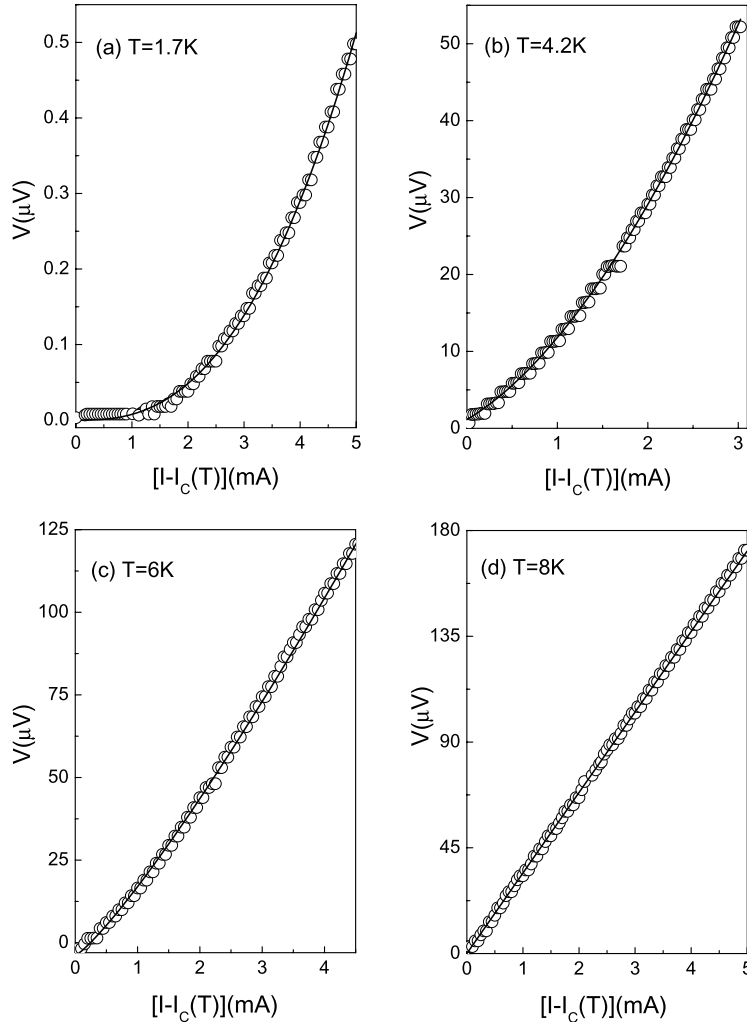 (a) T=1.7K
0.5
0.4
0.3
0.2
0.1
0.0
V(μV)
0 1 2 3 4 5
[I-I_C(T)](mA)
(b) T=4.2K
50
40
30
20
10
0
V(μV)
0 1 2 3
[I-I_C(T)](mA)
(c) T=6K
125
100
75
50
25
0
V(μV)
0 1 2 3 4
[I-I_C(T)](mA)
(d) T=8K
180
135
90
45
0
V(μV)
0 1 2 3 4 5
[I-I_C(T)](mA)